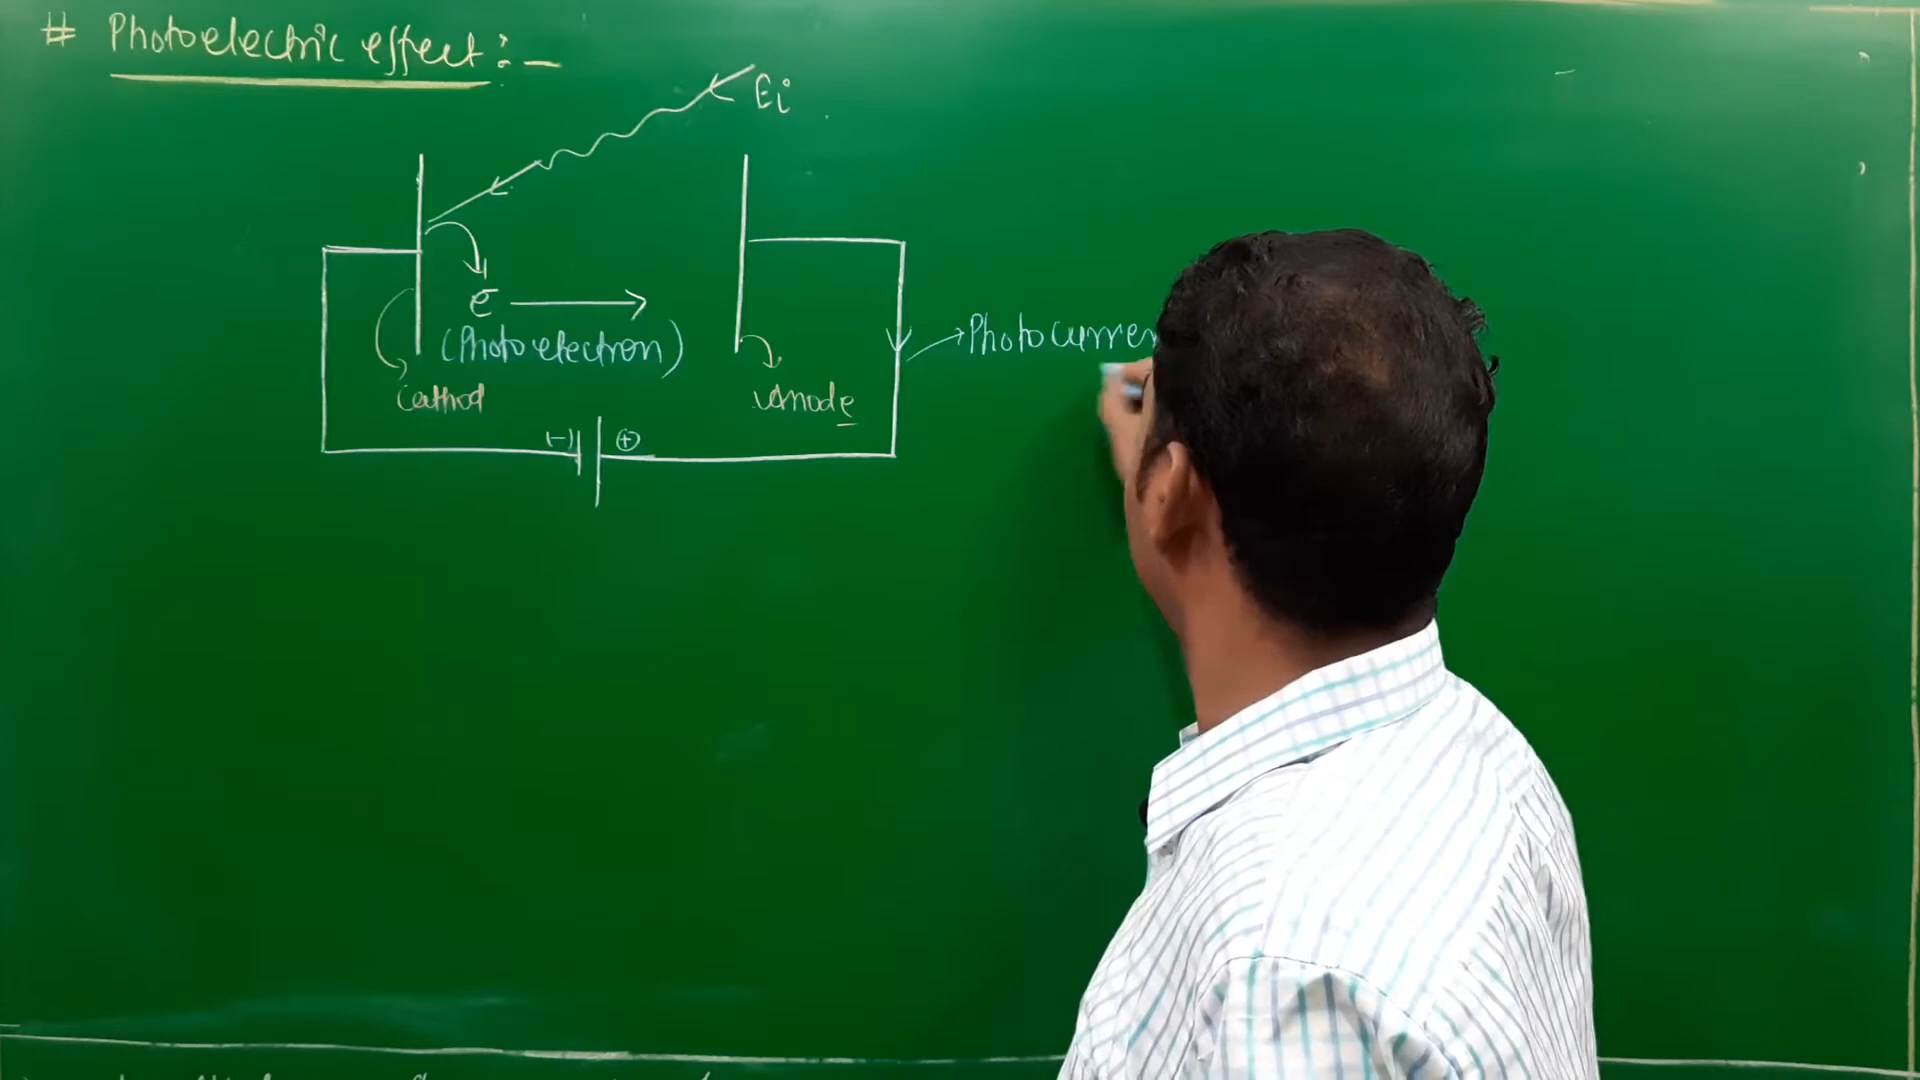 # Photoelectric effect :-
Ei
e-
(Photoelectron)
Photocurren
Cathod
Anode
(-)
(+)